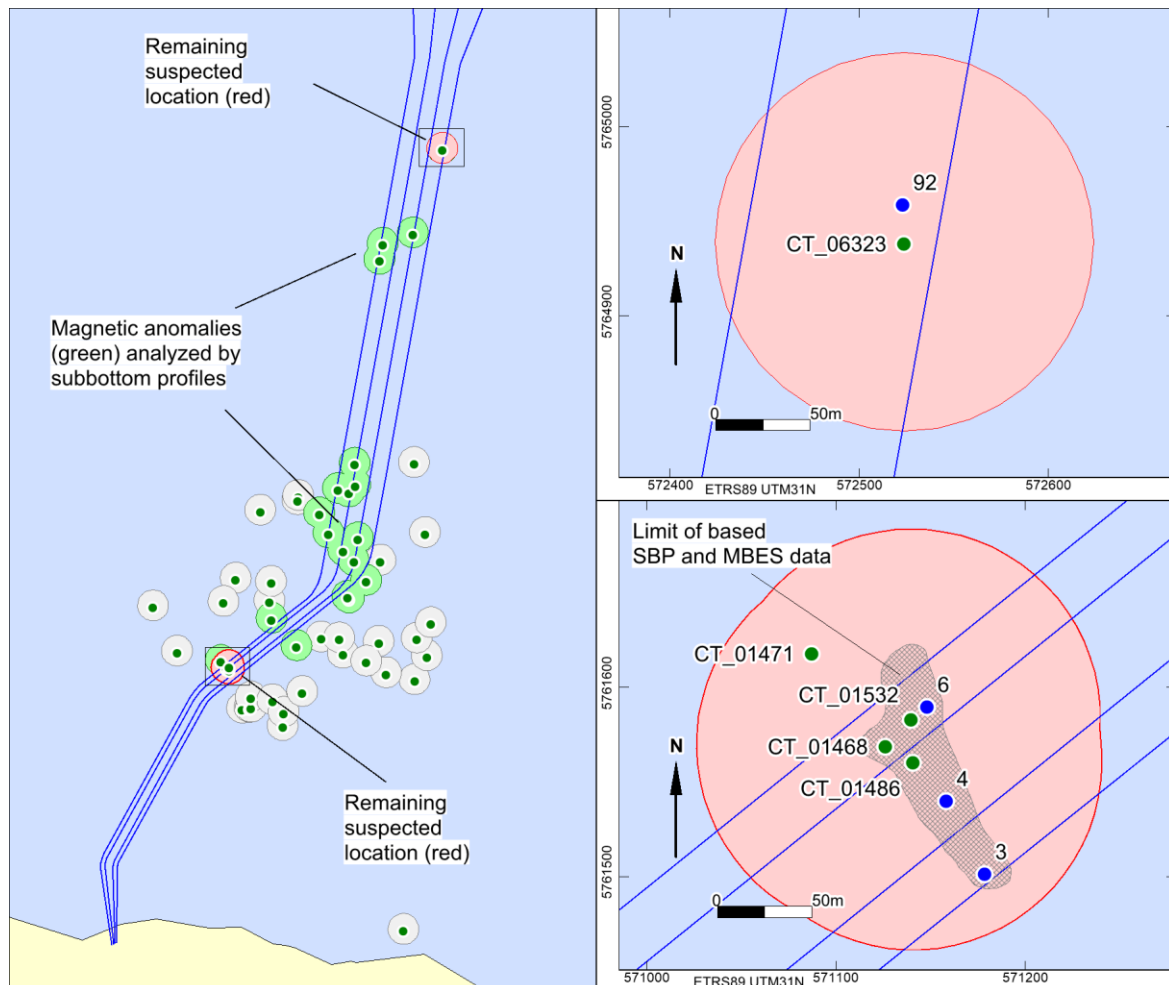 Remaining
suspected
location (red)
Magnetic anomalies
(green) analyzed by
subbottom profiles
Remaining
suspected
location (red)
92
CT_06323
N
0
50m
5765000
5764900
572400
572500
572600
ETRS89 UTM31N
Limit of based
SBP and MBES data
CT_01471
CT_01532
6
CT_01468
CT_01486
4
3
N
0
50m
5761600
5761500
571000
571100
571200
ETRS89 UTM31N